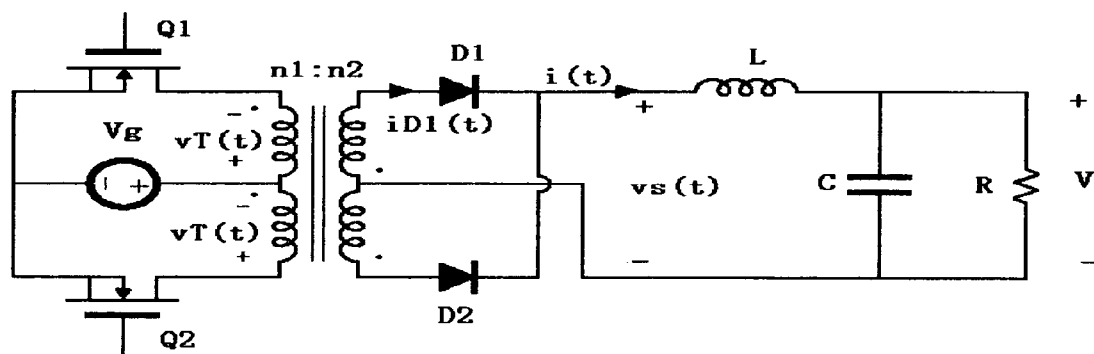 Q1
n1:n2
D1
i(t)
L
+
+
-
Vg
vT(t)
+
iD1(t)
- +
-
vT(t)
+
vs(t)
C
R
V
-
-
D2
Q2